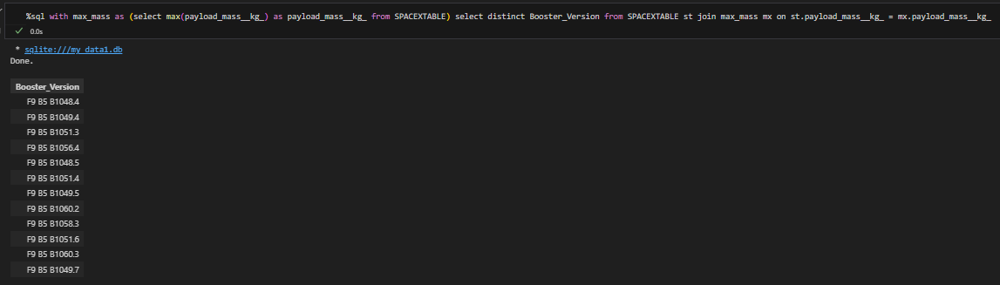 %sql with max_mass as (select max(payload_mass__kg_) as payload_mass__kg_ from SPACEXTABLE) select distinct Booster_Version from SPACEXTABLE st join max_mass mx on st.payload_mass__kg_ = mx.payload_mass__kg_
✓ 0.0s
* sqlite:///my_data1.db
Done.
Booster_Version
F9 B5 B1048.4
F9 B5 B1049.4
F9 B5 B1051.3
F9 B5 B1056.4
F9 B5 B1048.5
F9 B5 B1051.4
F9 B5 B1049.5
F9 B5 B1060.2
F9 B5 B1058.3
F9 B5 B1051.6
F9 B5 B1060.3
F9 B5 B1049.7